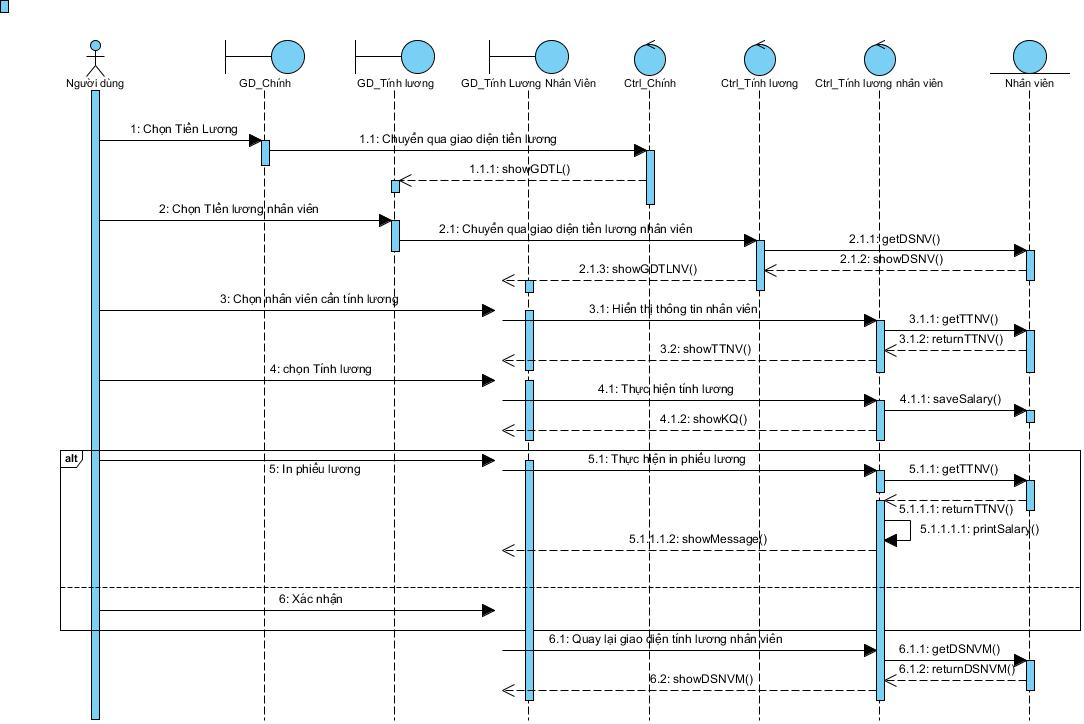 Người dùng
GD_Chính
GD_Tính lương
GD_Tính Lương Nhân Viên
Ctrl_Chính
Ctrl_Tính lương
Ctrl_Tính lương nhân viên
Nhân viên
1: Chọn Tiền Lương
1.1: Chuyển qua giao diện tiền lương
1.1.1: showGDTL()
2: Chọn TIền lương nhân viên
2.1: Chuyển qua giao diện tiền lương nhân viên
2.1.1: getDSNV()
2.1.2: showDSNV()
2.1.3: showGDTLNV()
3: Chọn nhân viên cần tính lương
3.1: Hiển thị thông tin nhân viên
3.1.1: getTTNV()
3.1.2: returnTTNV()
3.2: showTTNV()
4: chọn Tính lương
4.1: Thực hiện tính lương
4.1.1: saveSalary()
4.1.2: showKQ()
alt
5: In phiếu lương
5.1: Thực hiện in phiếu lương
5.1.1: getTTNV()
5.1.1.1: returnTTNV()
5.1.1.1.1: printSalary()
5.1.1.1.2: showMessage()
6: Xác nhận
6.1: Quay lại giao diện tính lương nhân viên
6.1.1: getDSNVM()
6.1.2: returnDSNVM()
6.2: showDSNVM()